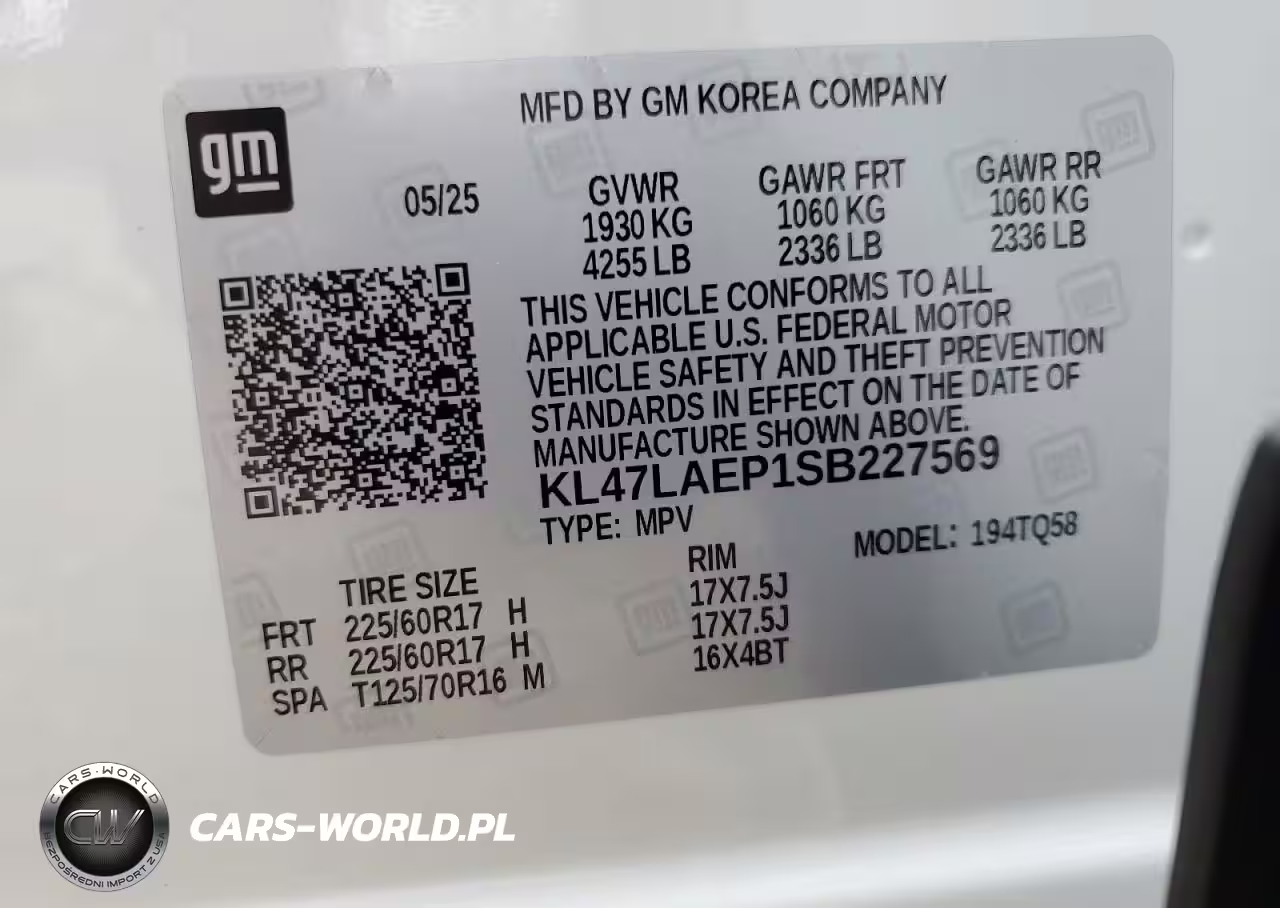 gm
MFD BY GM KOREA COMPANY
05/25
GVWR GAWR FRT GAWR RR
1930 KG 1060 KG 1060 KG
4255 LB 2336 LB 2336 LB
THIS VEHICLE CONFORMS TO ALL
APPLICABLE U.S. FEDERAL MOTOR
VEHICLE SAFETY AND THEFT PREVENTION
STANDARDS IN EFFECT ON THE DATE OF
MANUFACTURE SHOWN ABOVE.
KL47LAEP1SB227569
TYPE: MPV MODEL: 194TQ58
TIRE SIZE RIM
FRT 225/60R17 H 17X7.5J
RR 225/60R17 H 17X7.5J
SPA T125/70R16 M 16X4BT
CARS-WORLD
CW
BEZPOŚREDNI IMPORT Z USA
CARS-WORLD.PL